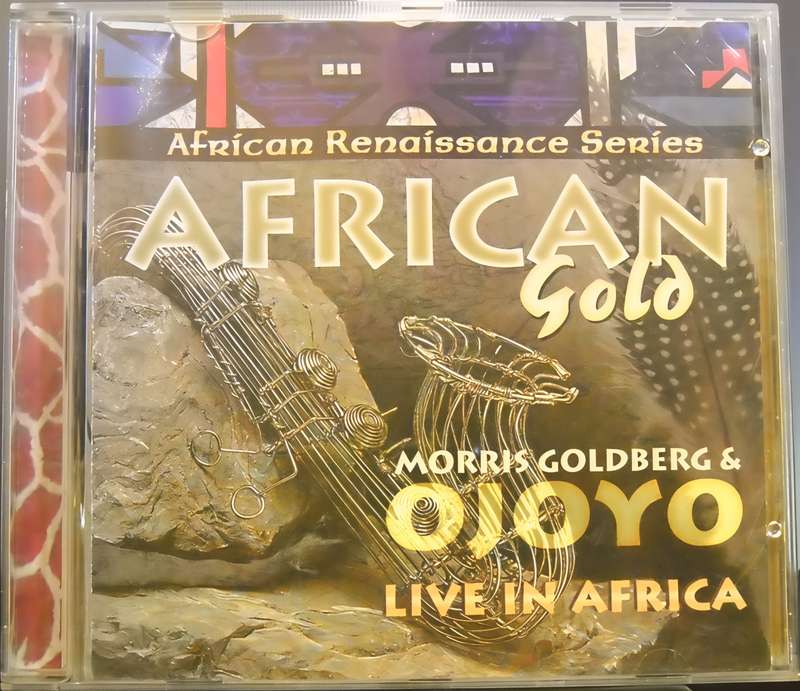 African Renaissance Series
AFRICAN
Gold
MORRIS GOLDBERG &
OJOYO
LIVE IN AFRICA